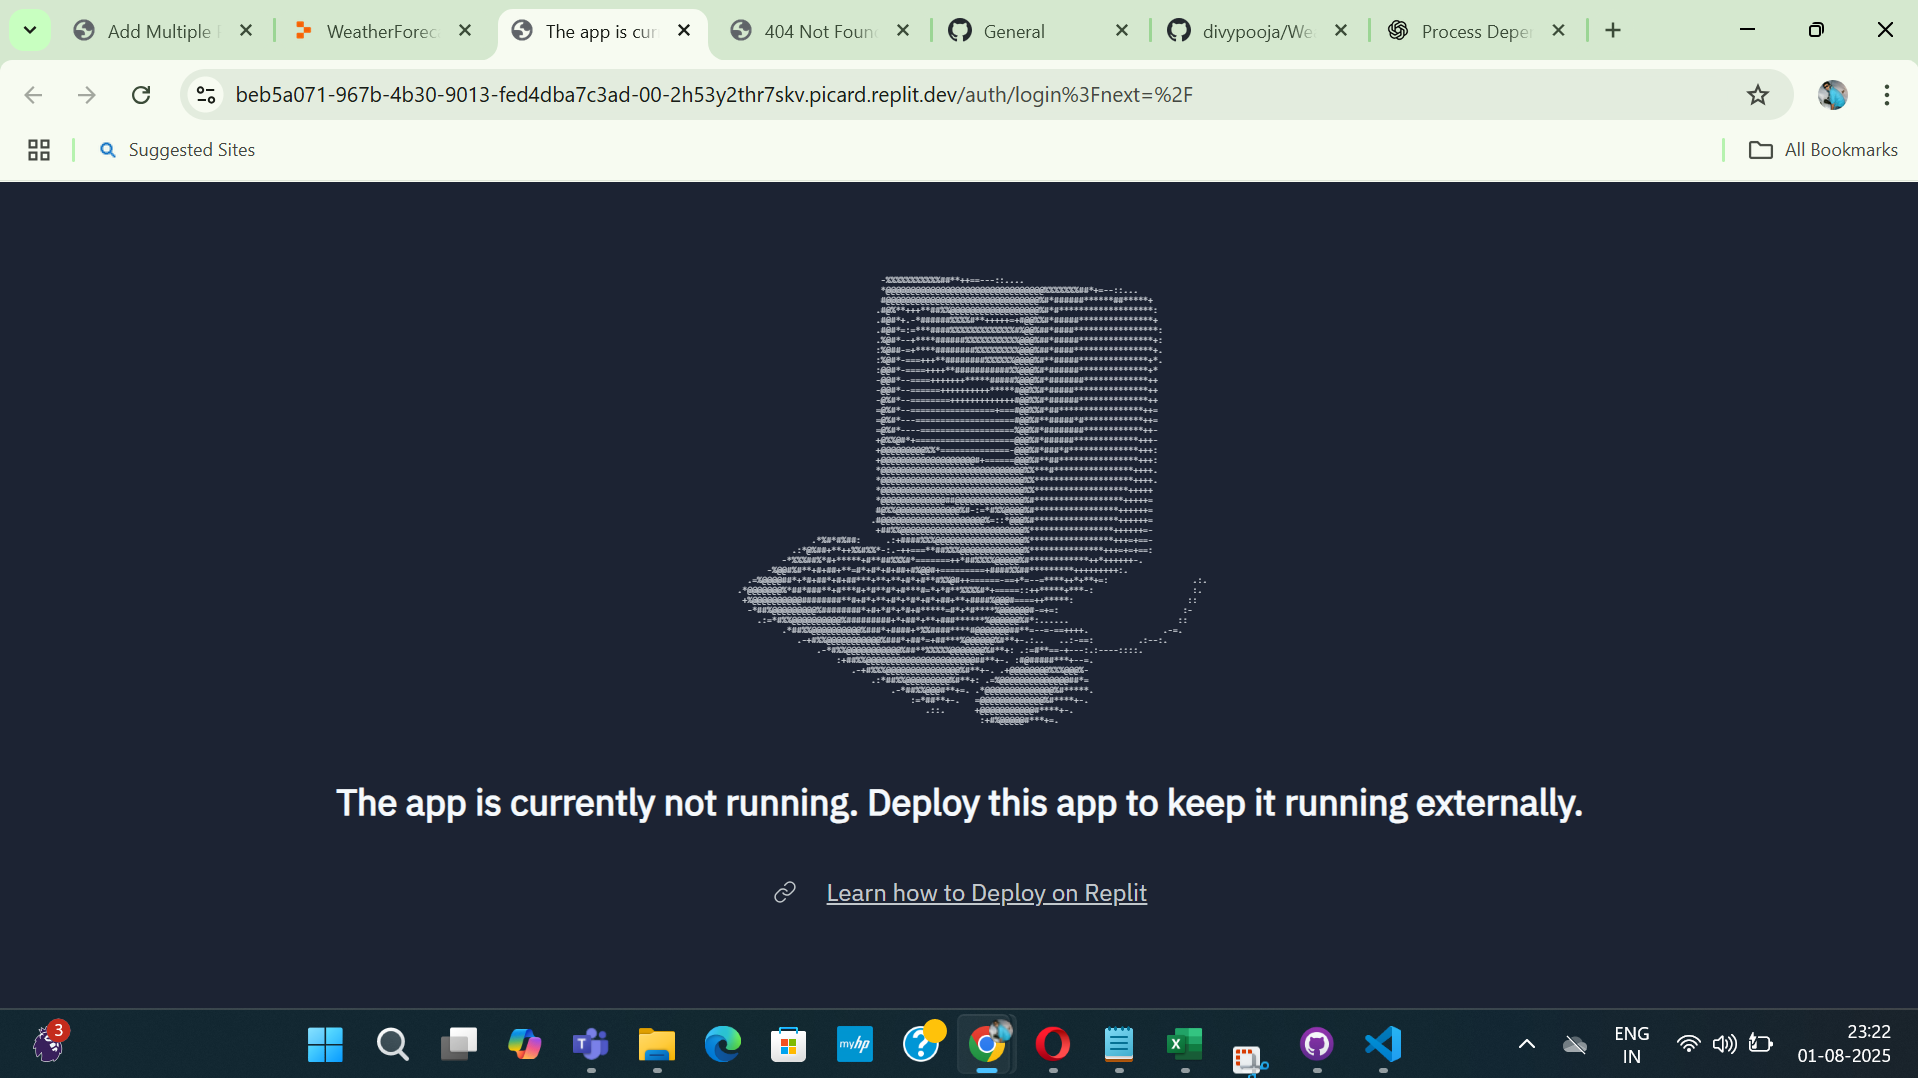 Add Multiple
WeatherForec
The app is cur
404 Not Foun
General
divypooja/We
Process Depe
beb5a071-967b-4b30-9013-fed4dba7c3ad-00-2h53y2thr7skv.picard.replit.dev/auth/login%3Fnext=%2F
Suggested Sites
All Bookmarks
The app is currently not running. Deploy this app to keep it running externally.
Learn how to Deploy on Replit
3
myhp
ENG
IN
23:22
01-08-2025